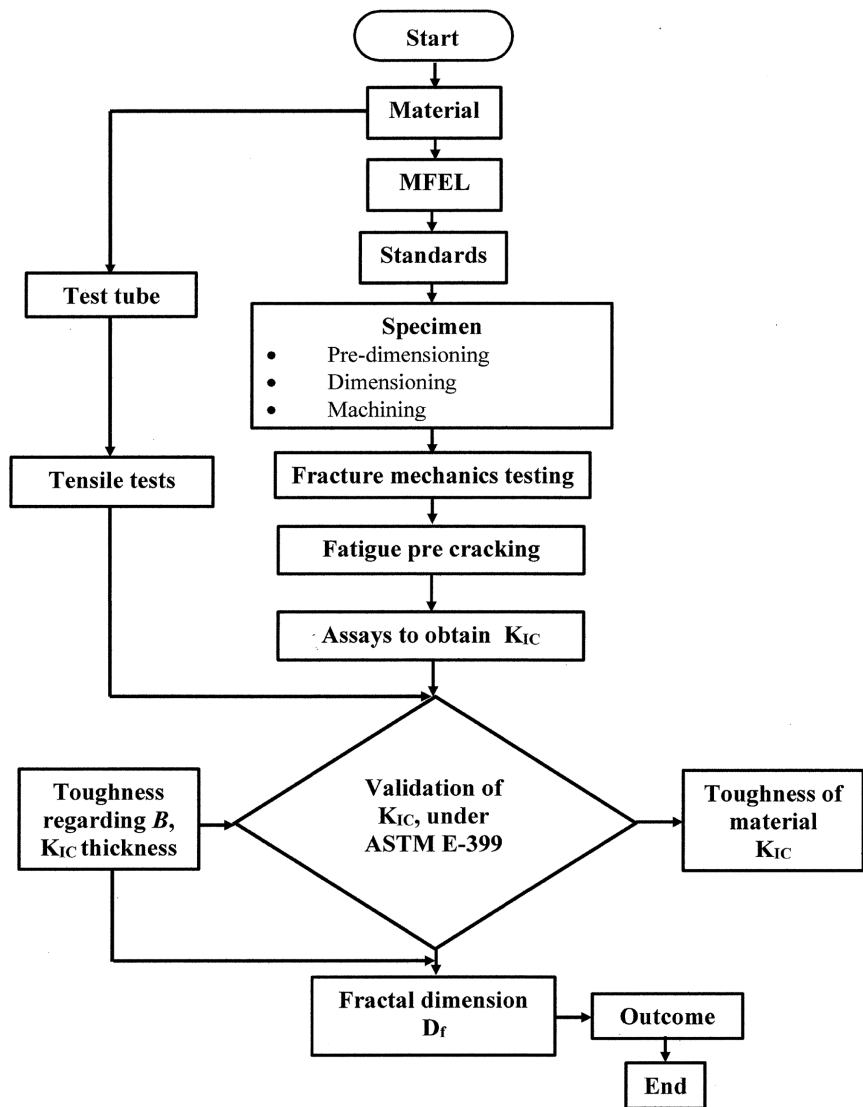 Start
Material
MFEL
Standards
Test tube
Specimen
• Pre-dimensioning
• Dimensioning
• Machining
Tensile tests
Fracture mechanics testing
Fatigue pre cracking
Assays to obtain KIC
Toughness
regarding B,
KIC thickness
Validation of
KIC, under
ASTM E-399
Toughness of
material
KIC
Fractal dimension
Df
Outcome
End